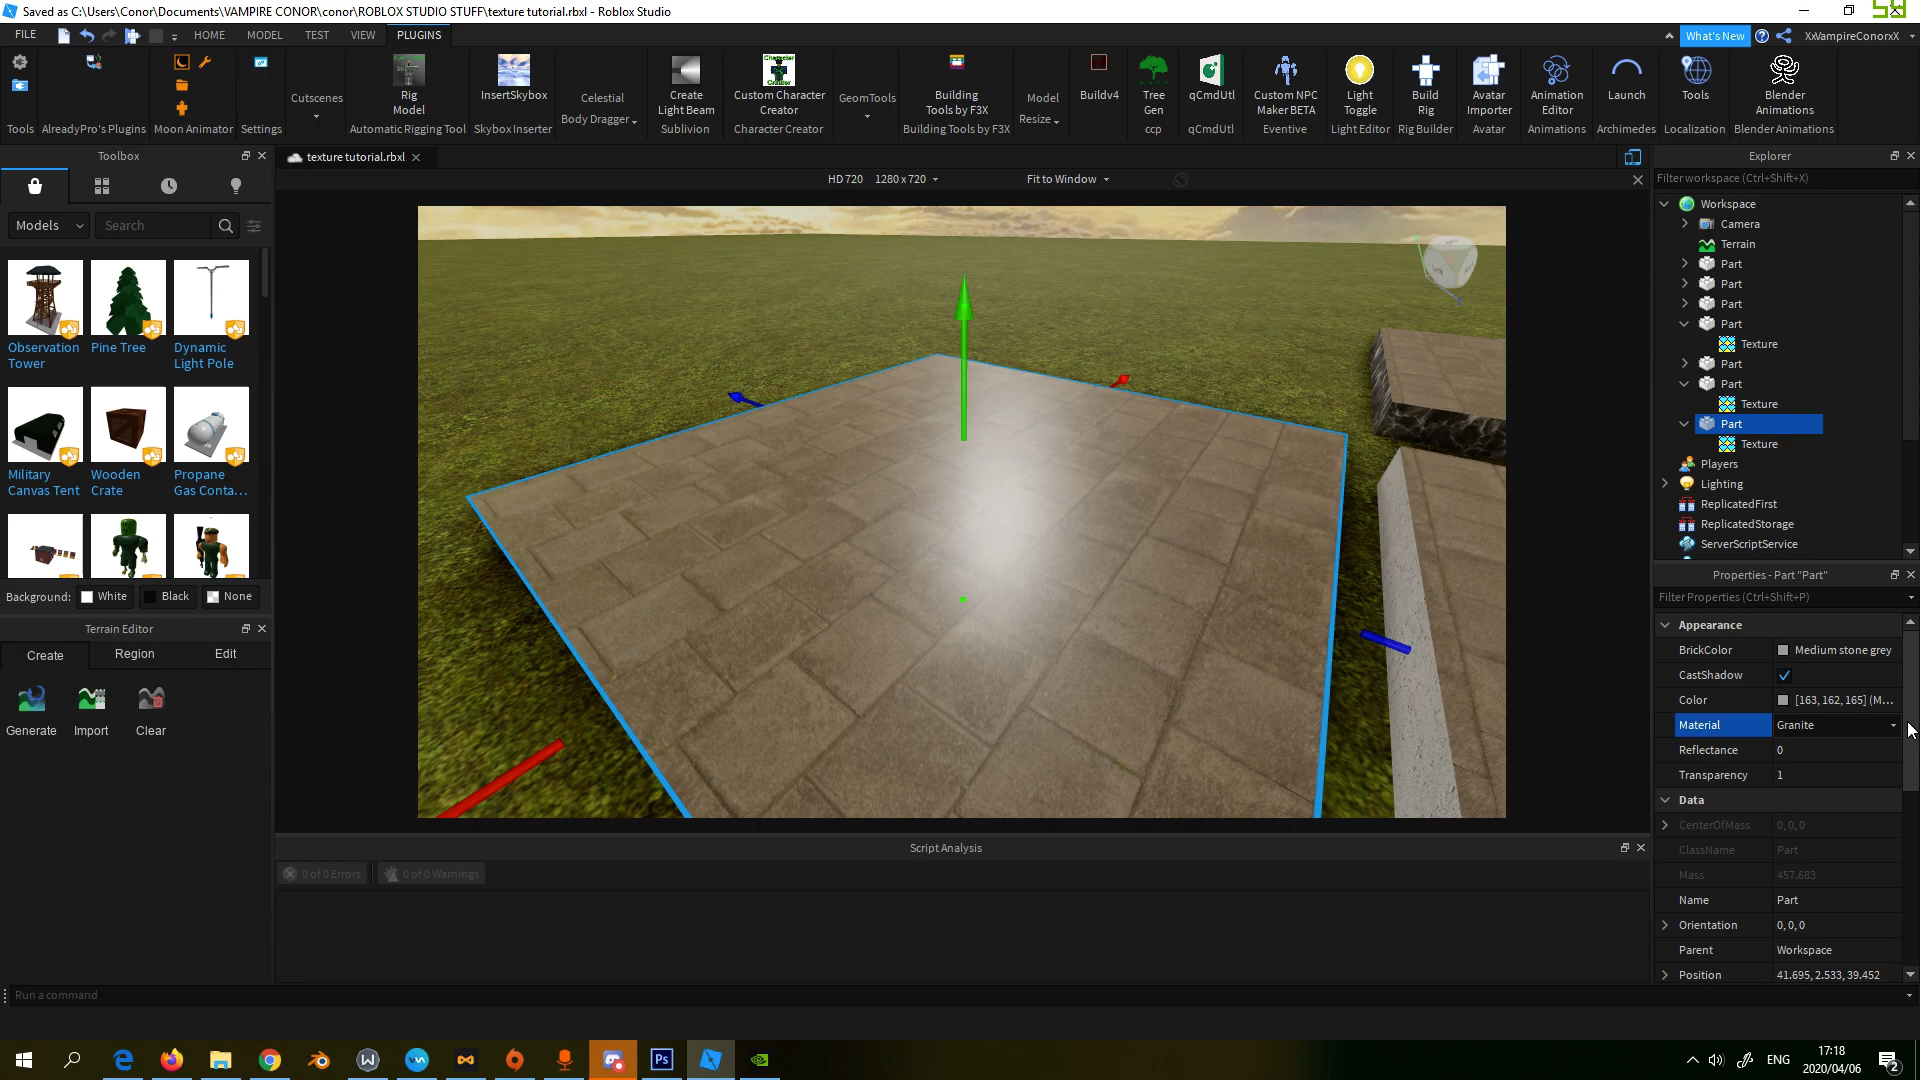 Saved as C:\Users\Conor\Documents\VAMPIRE CONOR\conor\ROBLOX STUDIO STUFF\texture tutorial.rbxl - Roblox Studio
59
FILE HOME MODEL TEST VIEW PLUGINS What's New XxVampireConorxX
Tools
AlreadyPro's Plugins
Moon Animator
Settings
Cutscenes
Rig Model
Automatic Rigging Tool
InsertSkybox
Skybox Inserter
Celestial Body Dragger
Create Light Beam
Sublivion
Character Creator
Custom Character Creator
Character Creator
GeomTools
Building Tools by F3X
Building Tools by F3X
Model Resize
Buildv4
Tree Gen
ccp
qCmdUtl
qCmdUtl
Custom NPC Maker BETA
Eventive
Light Toggle
Light Editor
Build Rig
Rig Builder
Avatar Importer
Avatar
Animation Editor
Animations
Launch
Archimedes
Tools
Localization
Blender Animations
Blender Animations
Toolbox
Models Search
Observation Tower
Pine Tree
Dynamic Light Pole
Military Canvas Tent
Wooden Crate
Propane Gas Conta...
Background: White Black None
Terrain Editor
Create Region Edit
Generate Import Clear
texture tutorial.rbxl
HD 720 1280 x 720 Fit to Window
Script Analysis
0 of 0 Errors 0 of 0 Warnings
Explorer
Filter workspace (Ctrl+Shift+X)
Workspace
Camera
Terrain
Part
Part
Part
Part
Texture
Part
Part
Texture
Part
Texture
Players
Lighting
ReplicatedFirst
ReplicatedStorage
ServerScriptService
Properties - Part "Part"
Filter Properties (Ctrl+Shift+P)
Appearance
BrickColor Medium stone grey
CastShadow
Color [163, 162, 165] (M...
Material Granite
Reflectance 0
Transparency 1
Data
CenterOfMass 0, 0, 0
ClassName Part
Mass 457.683
Name Part
Orientation 0, 0, 0
Parent Workspace
Position 41.695, 2.533, 39.452
Run a command
Ps
ENG
17:18
2020/04/06
2